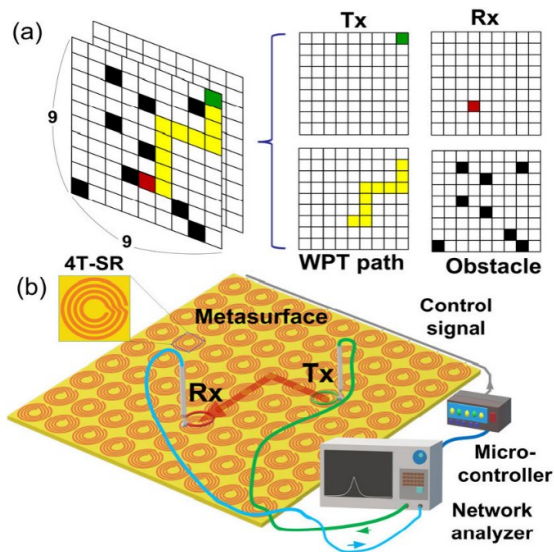 (a)
Tx
Rx
9
9
WPT path
Obstacle
(b)
4T-SR
Metasurface
Control
signal
Rx
Tx
Micro-
controller
Network
analyzer